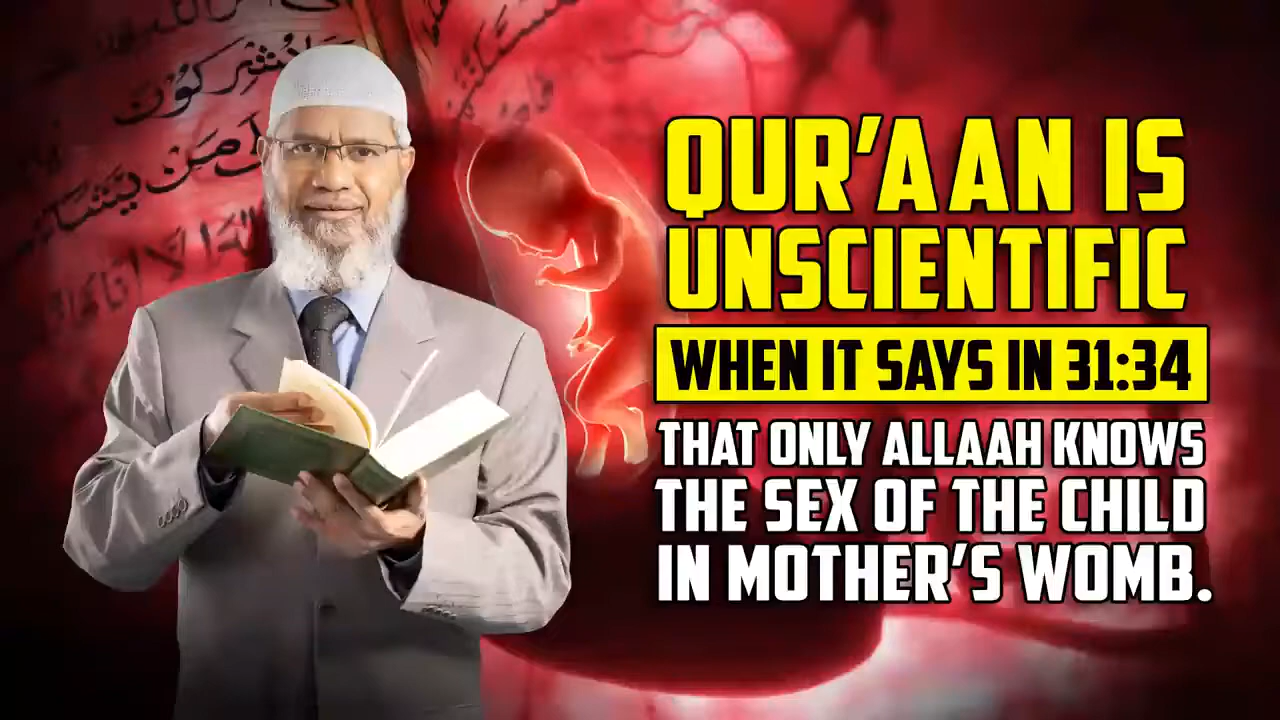 يُشْرِكُونَ
QUR'AAN IS
UNSCIENTIFIC
WHEN IT SAYS IN 31:34
THAT ONLY ALLAAH KNOWS
THE SEX OF THE CHILD
IN MOTHER'S WOMB.